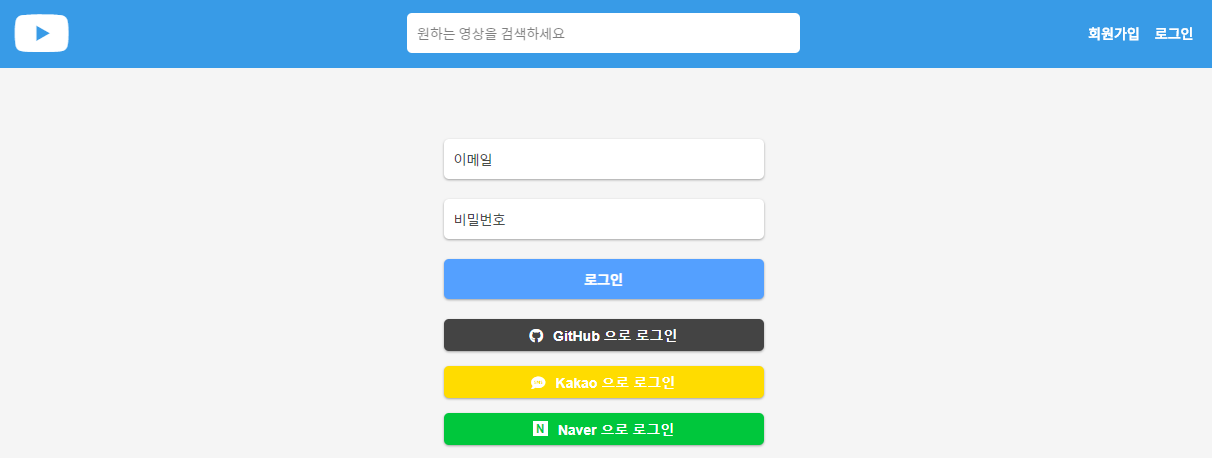 원하는 영상을 검색하세요
회원가입 로그인
이메일
비밀번호
로그인
GitHub 으로 로그인
Kakao 으로 로그인
N Naver 으로 로그인